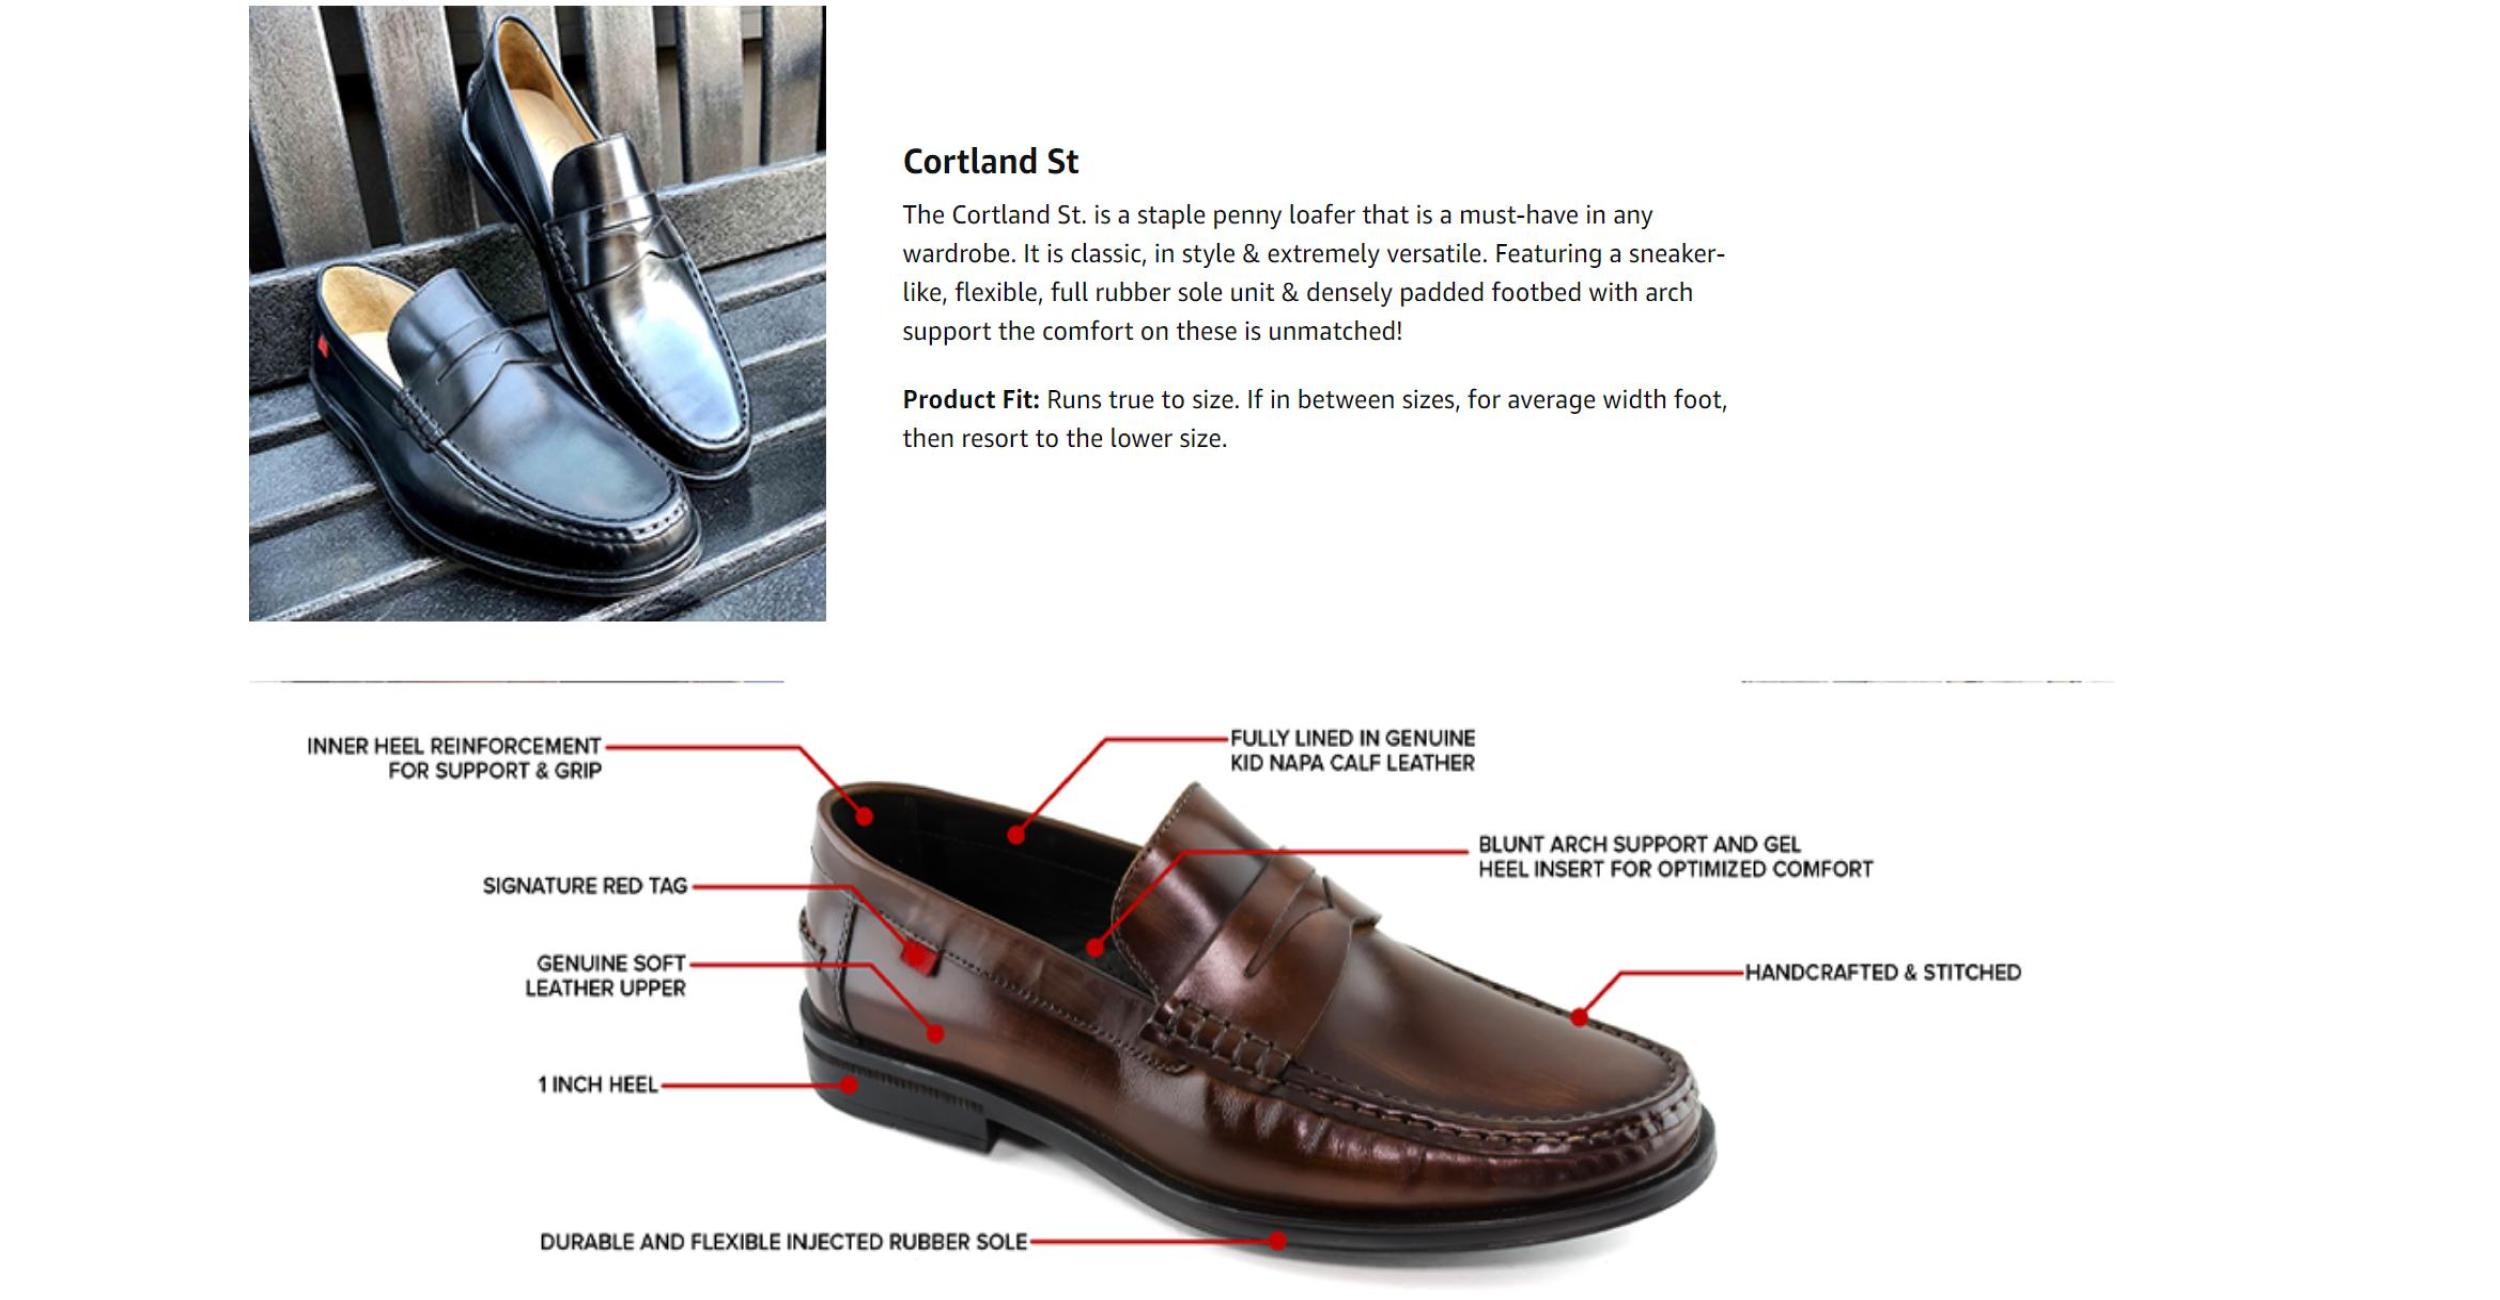 Cortland St
The Cortland St. is a staple penny loafer that is a must-have in any
wardrobe. It is classic, in style & extremely versatile. Featuring a sneaker-
like, flexible, full rubber sole unit & densely padded footbed with arch
support the comfort on these is unmatched!
Product Fit: Runs true to size. If in between sizes, for average width foot,
then resort to the lower size.
INNER HEEL REINFORCEMENT
FOR SUPPORT & GRIP
FULLY LINED IN GENUINE
KID NAPA CALF LEATHER
BLUNT ARCH SUPPORT AND GEL
HEEL INSERT FOR OPTIMIZED COMFORT
SIGNATURE RED TAG
GENUINE SOFT
LEATHER UPPER
HANDCRAFTED & STITCHED
1 INCH HEEL
DURABLE AND FLEXIBLE INJECTED RUBBER SOLE